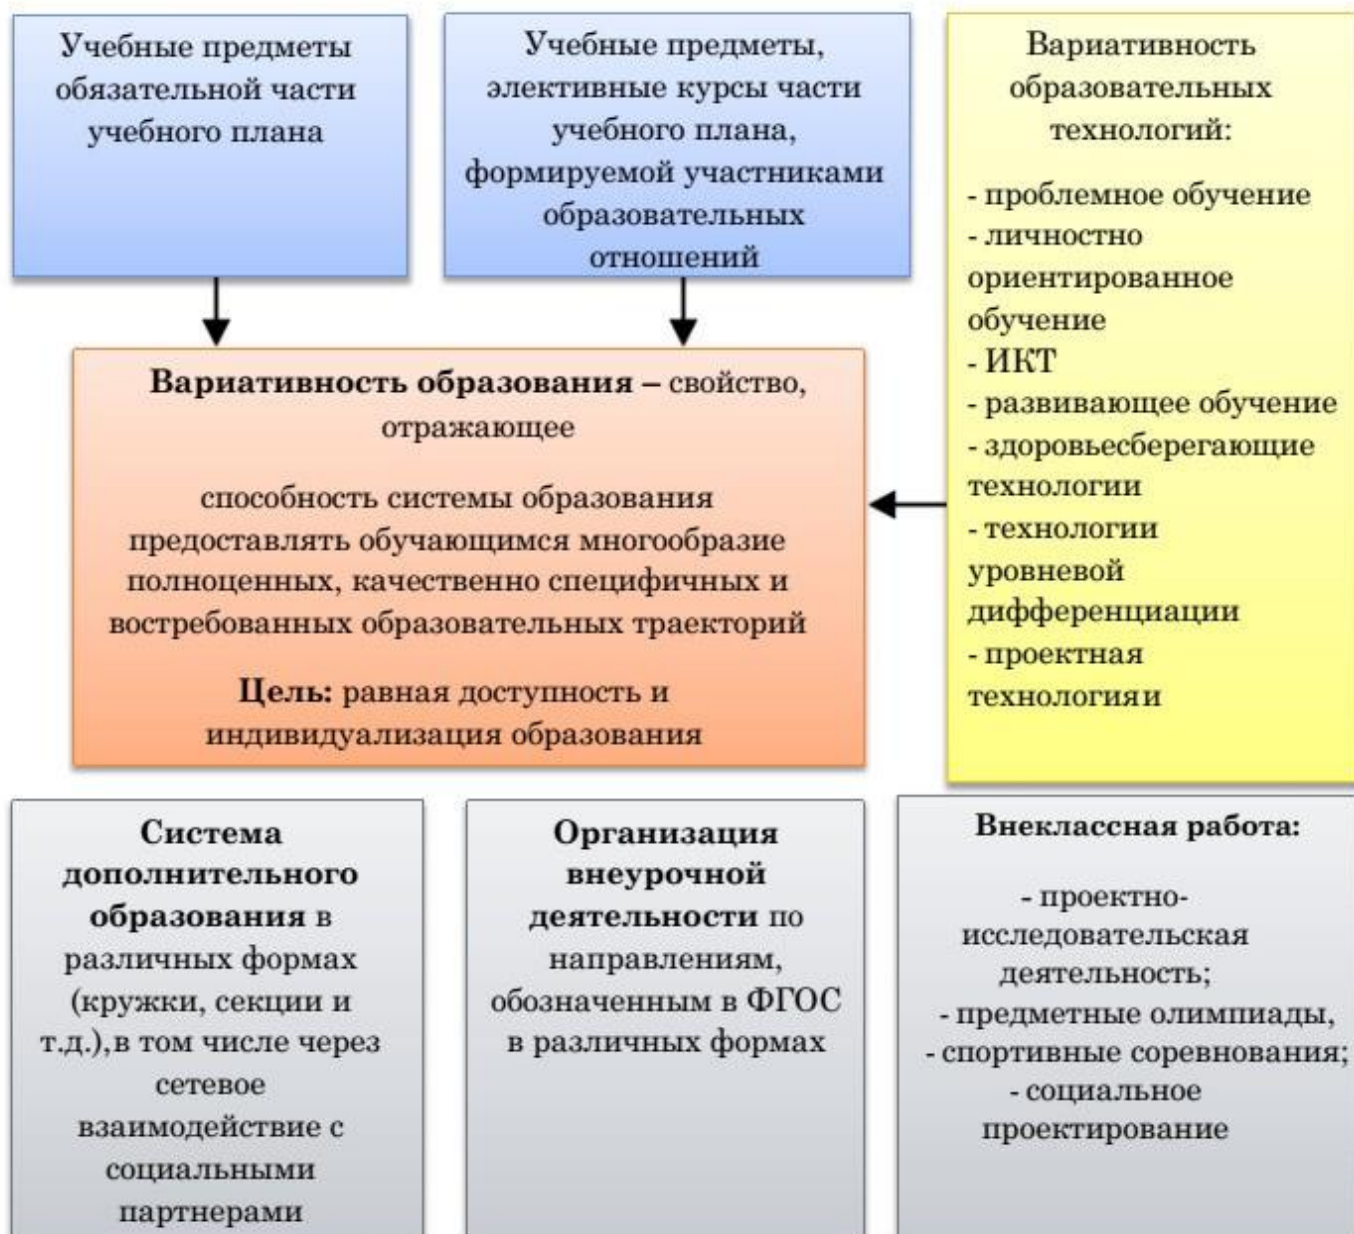 Учебные предметы
обязательной части
учебного плана
Учебные предметы,
элективные курсы части
учебного плана,
формируемой участниками
образовательных
отношений
Вариативность
образовательных
технологий:
- проблемное обучение
- личностно
ориентированное
обучение
- ИКТ
- развивающее обучение
- здоровьесберегающие
технологии
- технологии
уровневой
дифференциации
- проектная
технологияи
Вариативность образования – свойство,
отражающее
способность системы образования
предоставлять обучающимся многообразие
полноценных, качественно специфичных и
востребованных образовательных траекторий
Цель: равная доступность и
индивидуализация образования
Система
дополнительного
образования в
различных формах
(кружки, секции и
т.д.),в том числе через
сетевое
взаимодействие с
социальными
партнерами
Организация
внеурочной
деятельности по
направлениям,
обозначенным в ФГОС
в различных формах
Внеклассная работа:
- проектно-
исследовательская
деятельность;
- предметные олимпиады,
- спортивные соревнования;
- социальное
проектирование